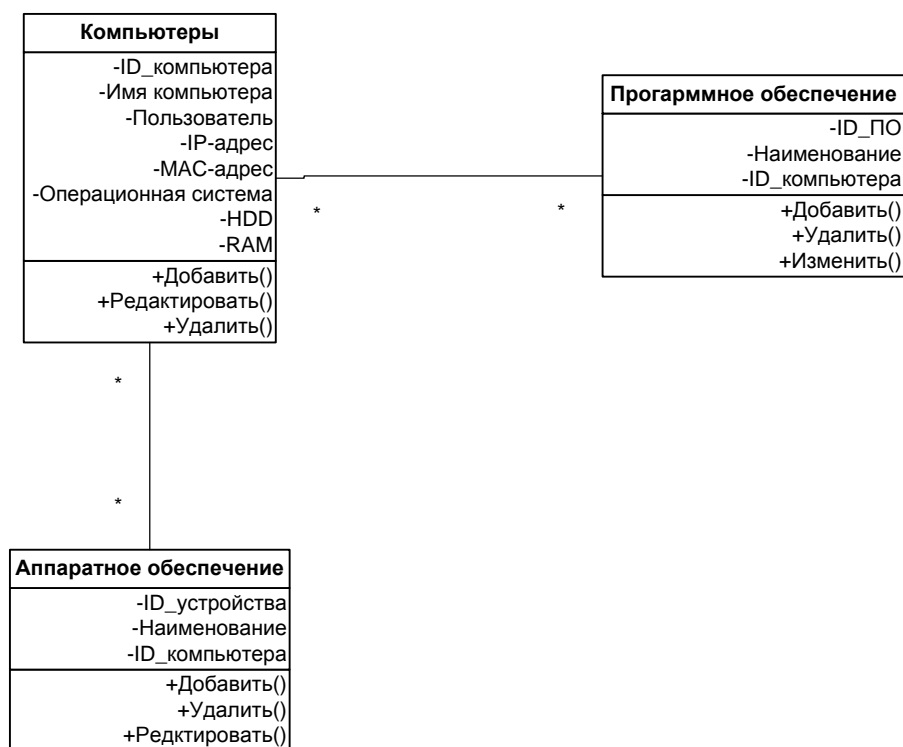 Компьютеры
-ID_компьютера
-Имя компьютера
-Пользователь
-IP-адрес
-MAC-адрес
-Операционная система
-HDD
-RAM
+Добавить()
+Редактировать()
+Удалить()
*
*
Прогарммное обеспечение
-ID_ПО
-Наименование
-ID_компьютера
+Добавить()
+Удалить()
+Изменить()
*
*
Аппаратное обеспечение
-ID_устройства
-Наименование
-ID_компьютера
+Добавить()
+Удалить()
+Редктировать()